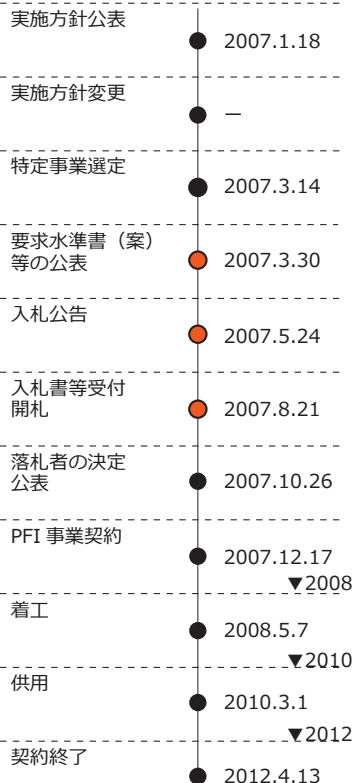 実施方針公表
2007.1.18
実施方針変更
—
特定事業選定
2007.3.14
要求水準書（案）
等の公表
2007.3.30
入札公告
2007.5.24
入札書等受付
開札
2007.8.21
落札者の決定
公表
2007.10.26
PFI 事業契約
2007.12.17
▼2008
着工
2008.5.7
▼2010
供用
2010.3.1
▼2012
契約終了
2012.4.13